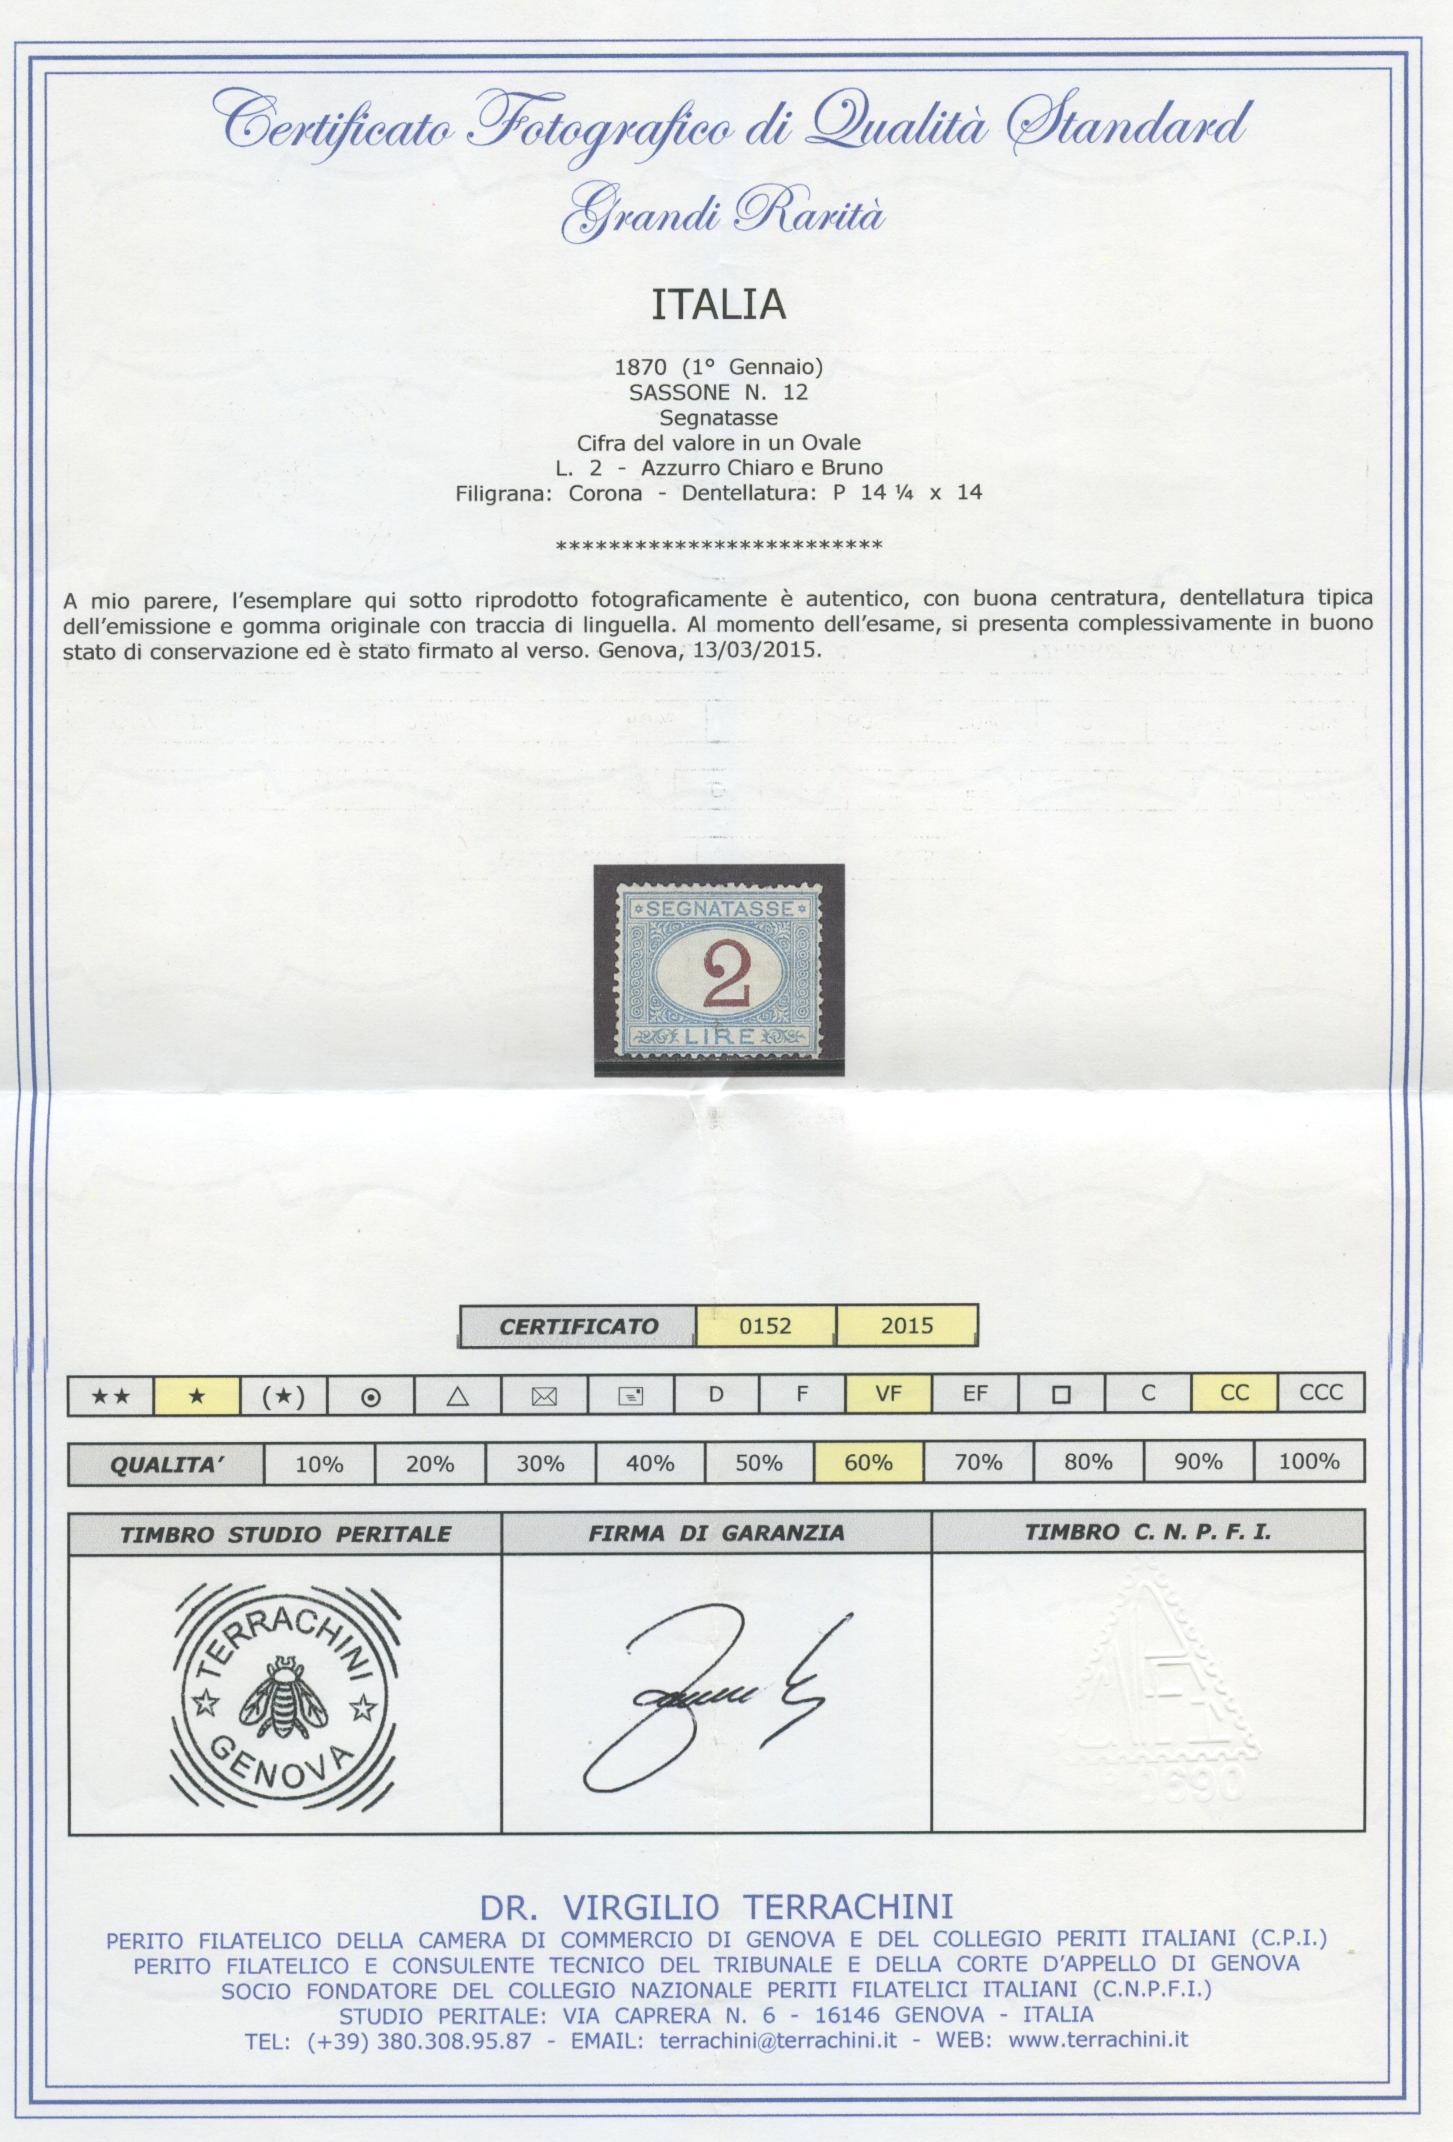 Certificato Fotografico di Qualità Standard
Grandi Rarità
ITALIA
1870 (1° Gennaio)
SASSONE N. 12
Segnatasse
Cifra del valore in un Ovale
L. 2 - Azzurro Chiaro e Bruno
Filigrana: Corona - Dentellatura: P 14 ¼ x 14
*************************
A mio parere, l'esemplare qui sotto riprodotto fotograficamente è autentico, con buona centratura, dentellatura tipica
dell'emissione e gomma originale con traccia di linguella. Al momento dell'esame, si presenta complessivamente in buono
stato di conservazione ed è stato firmato al verso. Genova, 13/03/2015.
SEGNATASSE
2
LIRE
CERTIFICATO 0152 2015
★★ ★ (★) ⊙ △ ✉ D F VF EF □ C CC CCC
QUALITA' 10% 20% 30% 40% 50% 60% 70% 80% 90% 100%
TIMBRO STUDIO PERITALE FIRMA DI GARANZIA TIMBRO C. N. P. F. I.
TERRACHINI
GENOVA
DR. VIRGILIO TERRACHINI
PERITO FILATELICO DELLA CAMERA DI COMMERCIO DI GENOVA E DEL COLLEGIO PERITI ITALIANI (C.P.I.)
PERITO FILATELICO E CONSULENTE TECNICO DEL TRIBUNALE E DELLA CORTE D'APPELLO DI GENOVA
SOCIO FONDATORE DEL COLLEGIO NAZIONALE PERITI FILATELICI ITALIANI (C.N.P.F.I.)
STUDIO PERITALE: VIA CAPRERA N. 6 - 16146 GENOVA - ITALIA
TEL: (+39) 380.308.95.87 - EMAIL: terrachini@terrachini.it - WEB: www.terrachini.it